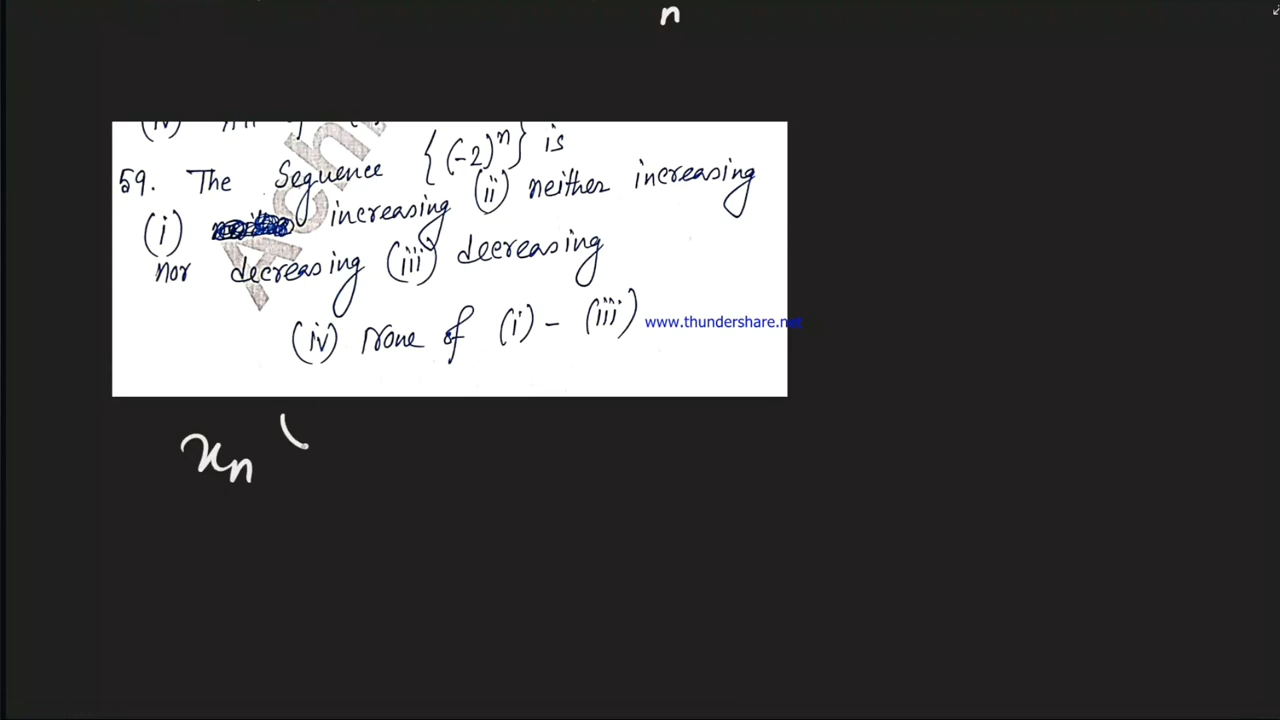 n
59. The Sequence {(-2)^n} is
(i) increasing (ii) neither increasing
nor decreasing (iii) decreasing
(iv) None of (i) - (iii)
www.thundershare.net
x_n (